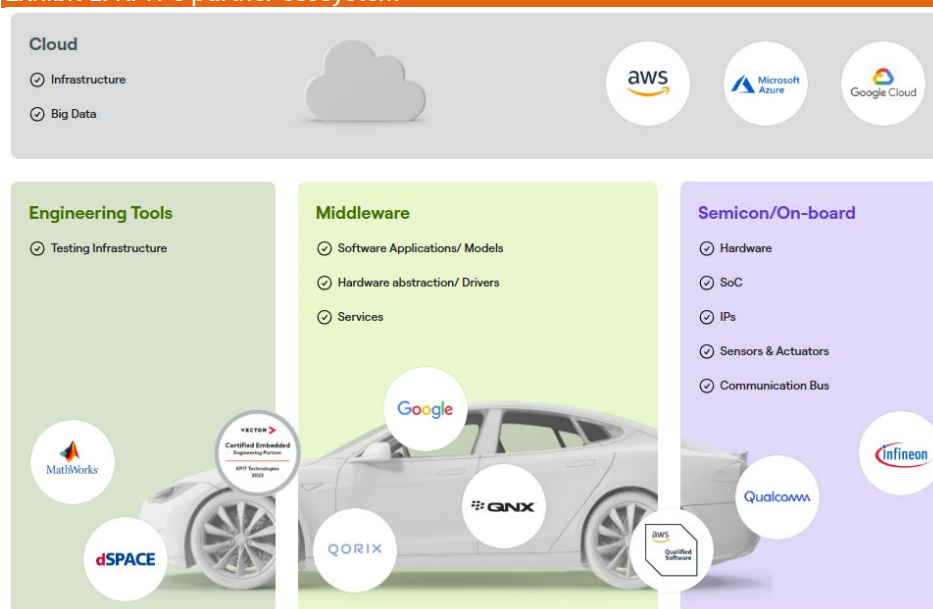 Cloud
Infrastructure
Big Data
aws
Microsoft
Azure
Google Cloud
Engineering Tools
Testing Infrastructure
MathWorks
dSPACE
VECTOR
Certified Embedded
Engineering Partner
KPIT Technologies
2023
Middleware
Software Applications/ Models
Hardware abstraction/ Drivers
Services
Google
QNX
QORIX
Semicon/On-board
Hardware
SoC
IPs
Sensors & Actuators
Communication Bus
infineon
Qualcomm
aws
Qualified
Software